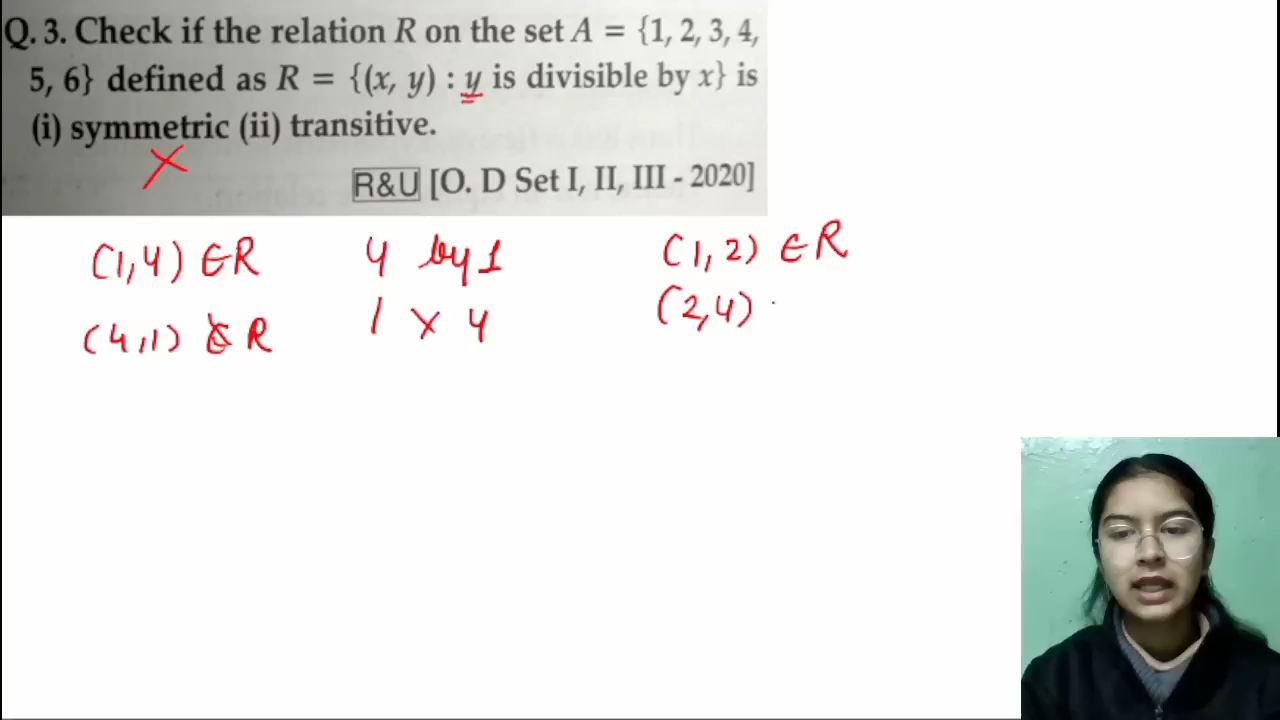 Q. 3. Check if the relation R on the set A = {1, 2, 3, 4,
5, 6} defined as R = {(x, y) : y is divisible by x} is
(i) symmetric (ii) transitive.
R&U [O. D Set I, II, III - 2020]
(1,4) ∈ R 4 by 1 (1, 2) ∈ R
(4,1) ∉ R 1 × 4 (2,4)